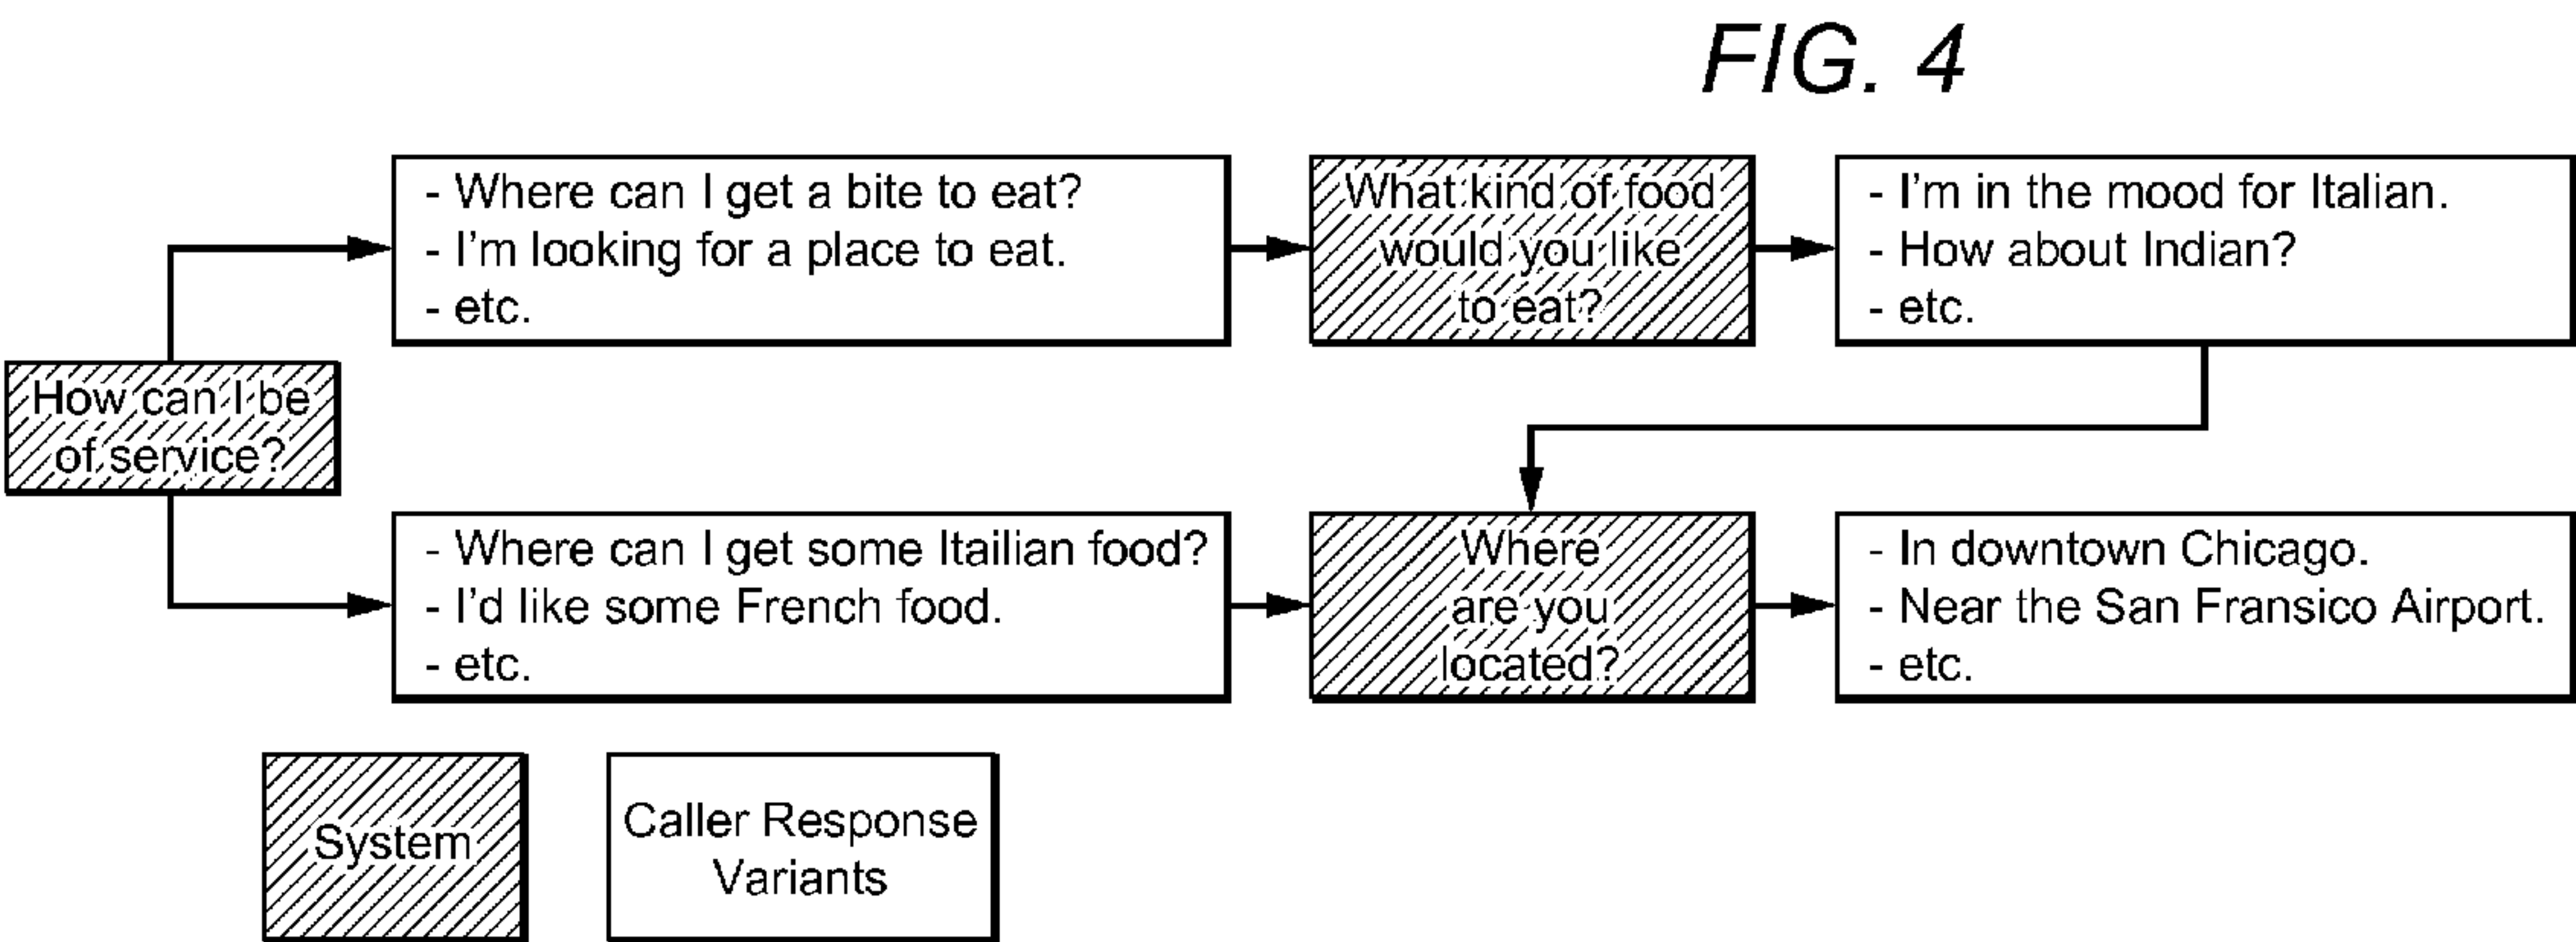 FIG. 4
- Where can I get a bite to eat?
- I'm looking for a place to eat.
- etc.
What kind of food
would you like
to eat?
- I'm in the mood for Italian.
- How about Indian?
- etc.
How can I be
of service?
- Where can I get some Itailian food?
- I'd like some French food.
- etc.
Where
are you
located?
- In downtown Chicago.
- Near the San Fransico Airport.
- etc.
System
Caller Response
Variants